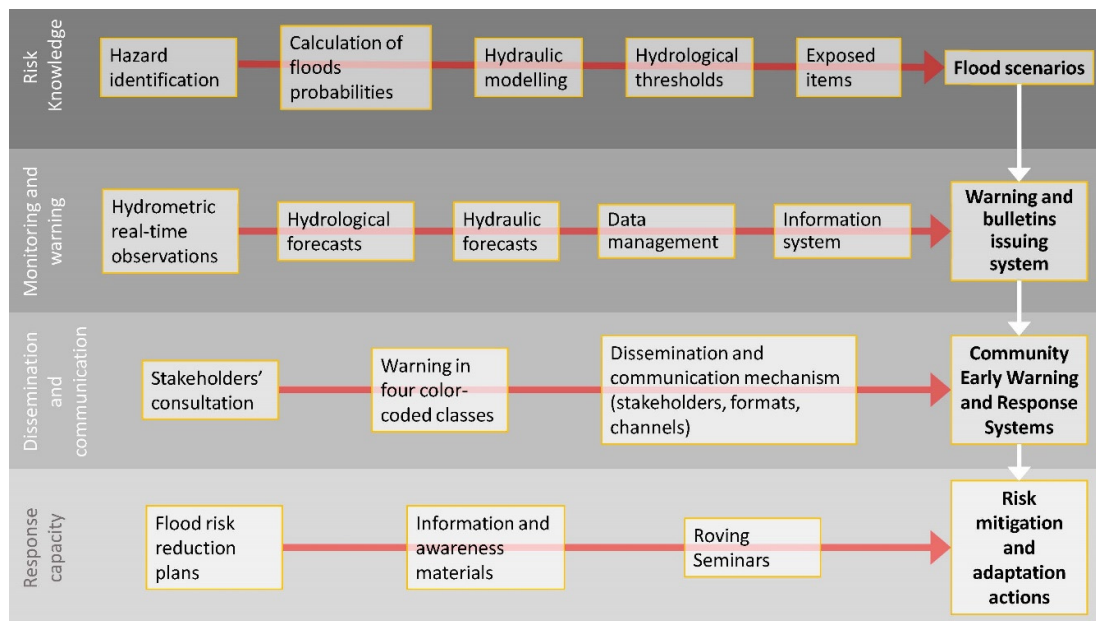 Risk
Knowledge
Hazard
identification
Calculation of
floods
probabilities
Hydraulic
modelling
Hydrological
thresholds
Exposed
items
Flood scenarios
Monitoring and
warning
Hydrometric
real-time
observations
Hydrological
forecasts
Hydraulic
forecasts
Data
management
Information
system
Warning and
bulletins
issuing
system
Dissemination
and
communication
Stakeholders’
consultation
Warning in
four color-
coded classes
Dissemination and
communication mechanism
(stakeholders, formats,
channels)
Community
Early Warning
and Response
Systems
Response
capacity
Flood risk
reduction
plans
Information and
awareness
materials
Roving
Seminars
Risk
mitigation
and
adaptation
actions